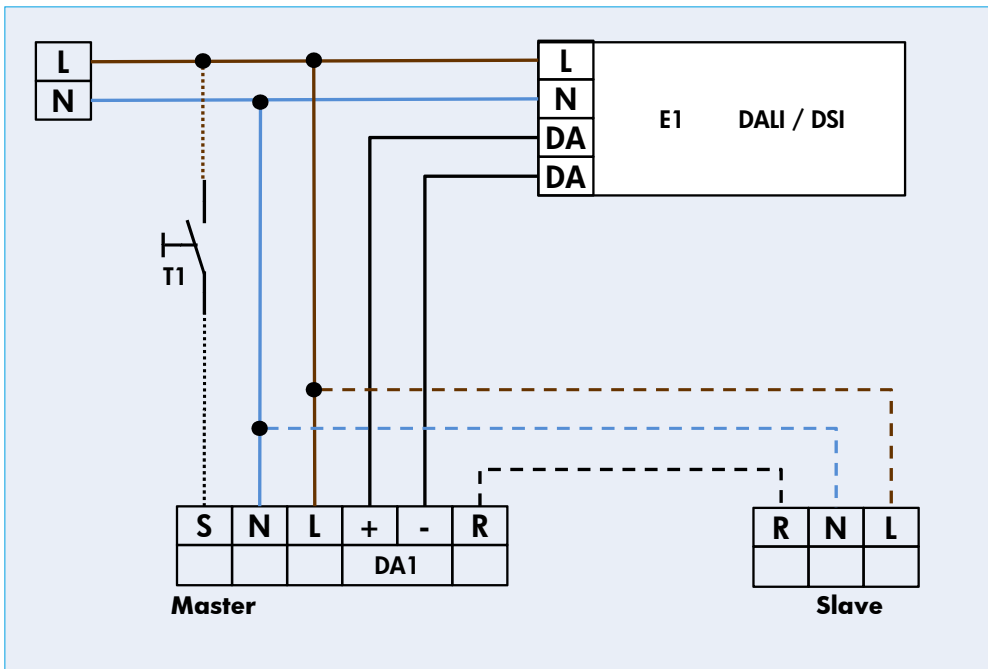 L
N
L
N
DA
DA
E1 DALI / DSI
T1
S N L + - R
DA1
Master
R N L
Slave